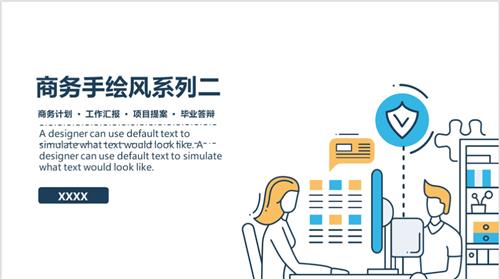 商务手绘风系列二
商务计划 • 工作汇报 • 项目提案 • 毕业答辩
A designer can use default text to
simulate what text would look like. A
designer can use default text to simulate
what text would look like.
XXXX